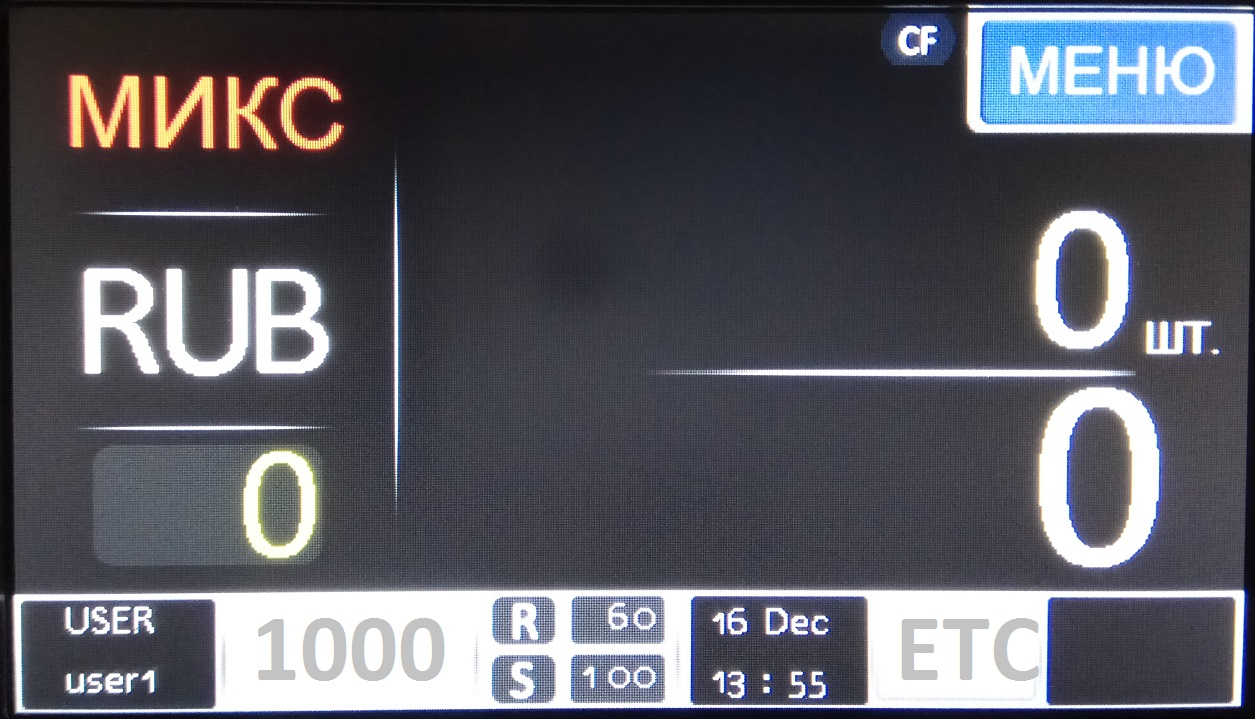 CF
МЕНЮ
МИКС
RUB
0
0 шт.
0
USER
user1
1000
R 60
S 100
16 Dec
13 : 55
ETC